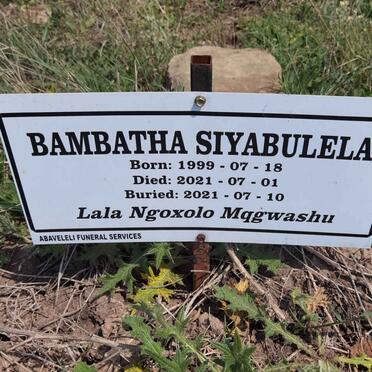 BAMBATHA SIYABULELA
Born: 1999 - 07 - 18
Died: 2021 - 07 - 01
Buried: 2021 - 07 - 10
Lala Ngoxolo Mqgwashu
ABAVELELI FUNERAL SERVICES